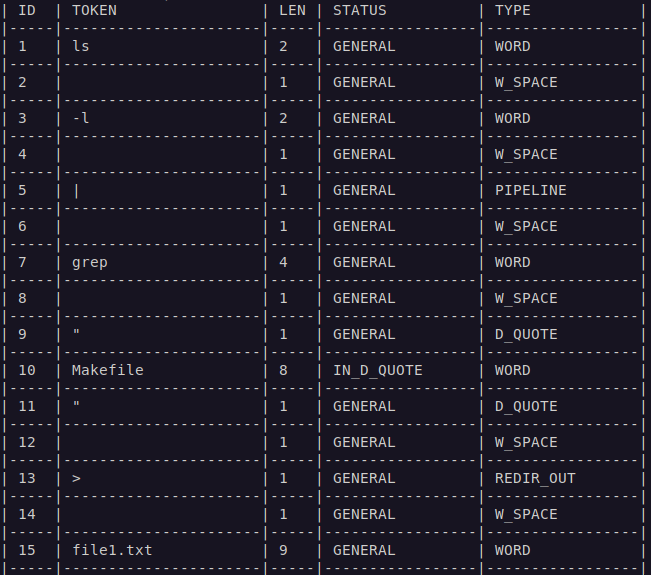 | ID  | TOKEN                | LEN | STATUS          | TYPE            |
|-----|----------------------|-----|-----------------|-----------------|
| 1   | ls                   | 2   | GENERAL         | WORD            |
|-----|----------------------|-----|-----------------|-----------------|
| 2   |                      | 1   | GENERAL         | W_SPACE         |
|-----|----------------------|-----|-----------------|-----------------|
| 3   | -l                   | 2   | GENERAL         | WORD            |
|-----|----------------------|-----|-----------------|-----------------|
| 4   |                      | 1   | GENERAL         | W_SPACE         |
|-----|----------------------|-----|-----------------|-----------------|
| 5   | |                    | 1   | GENERAL         | PIPELINE        |
|-----|----------------------|-----|-----------------|-----------------|
| 6   |                      | 1   | GENERAL         | W_SPACE         |
|-----|----------------------|-----|-----------------|-----------------|
| 7   | grep                 | 4   | GENERAL         | WORD            |
|-----|----------------------|-----|-----------------|-----------------|
| 8   |                      | 1   | GENERAL         | W_SPACE         |
|-----|----------------------|-----|-----------------|-----------------|
| 9   | "                    | 1   | GENERAL         | D_QUOTE         |
|-----|----------------------|-----|-----------------|-----------------|
| 10  | Makefile             | 8   | IN_D_QUOTE      | WORD            |
|-----|----------------------|-----|-----------------|-----------------|
| 11  | "                    | 1   | GENERAL         | D_QUOTE         |
|-----|----------------------|-----|-----------------|-----------------|
| 12  |                      | 1   | GENERAL         | W_SPACE         |
|-----|----------------------|-----|-----------------|-----------------|
| 13  | >                    | 1   | GENERAL         | REDIR_OUT       |
|-----|----------------------|-----|-----------------|-----------------|
| 14  |                      | 1   | GENERAL         | W_SPACE         |
|-----|----------------------|-----|-----------------|-----------------|
| 15  | file1.txt            | 9   | GENERAL         | WORD            |
|-----|----------------------|-----|-----------------|-----------------|